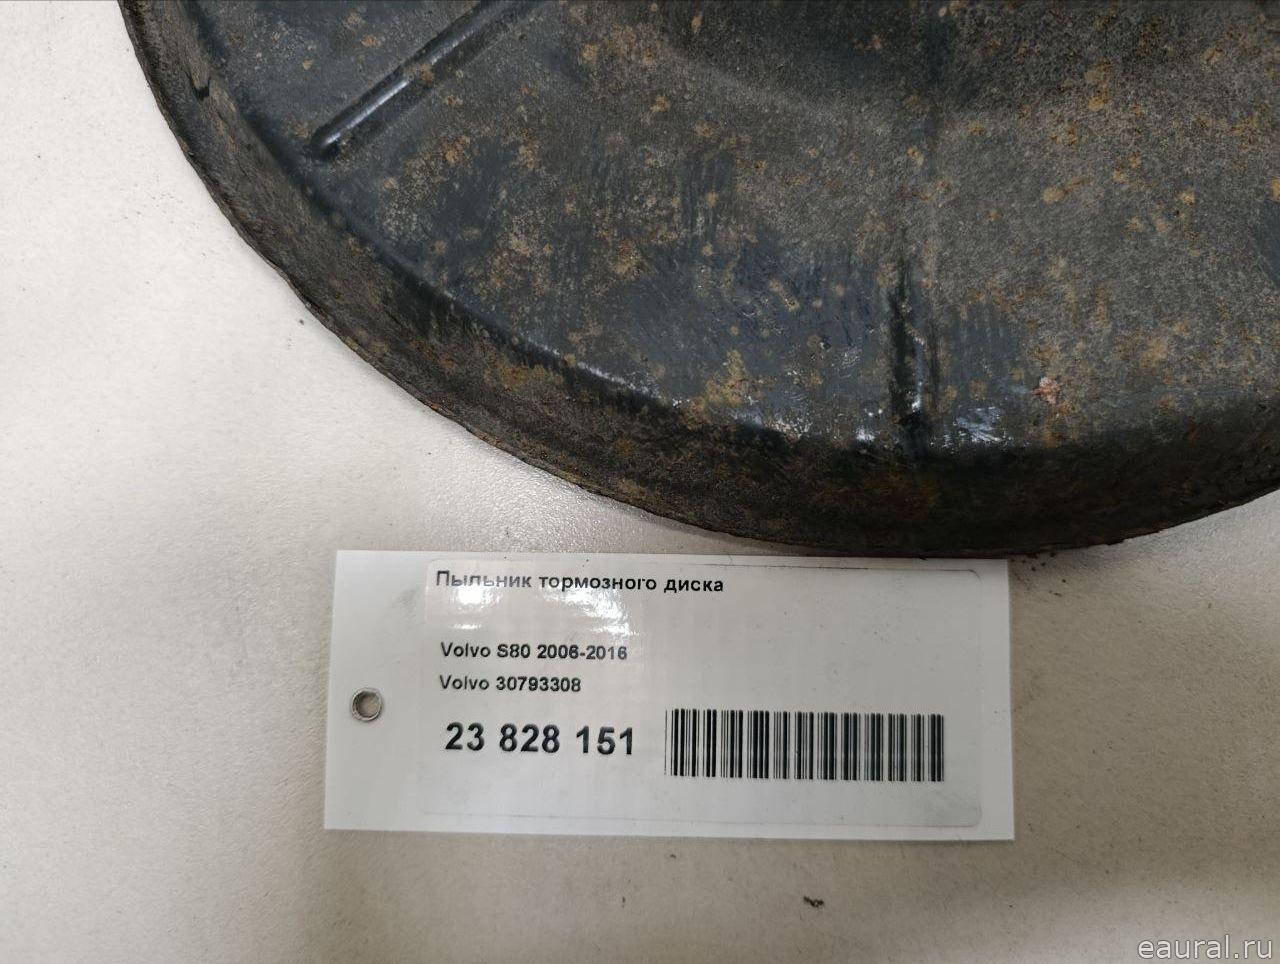 Пыльник тормозного диска
Volvo S80 2006-2016
Volvo 30793308
23 828 151
eaural.ru